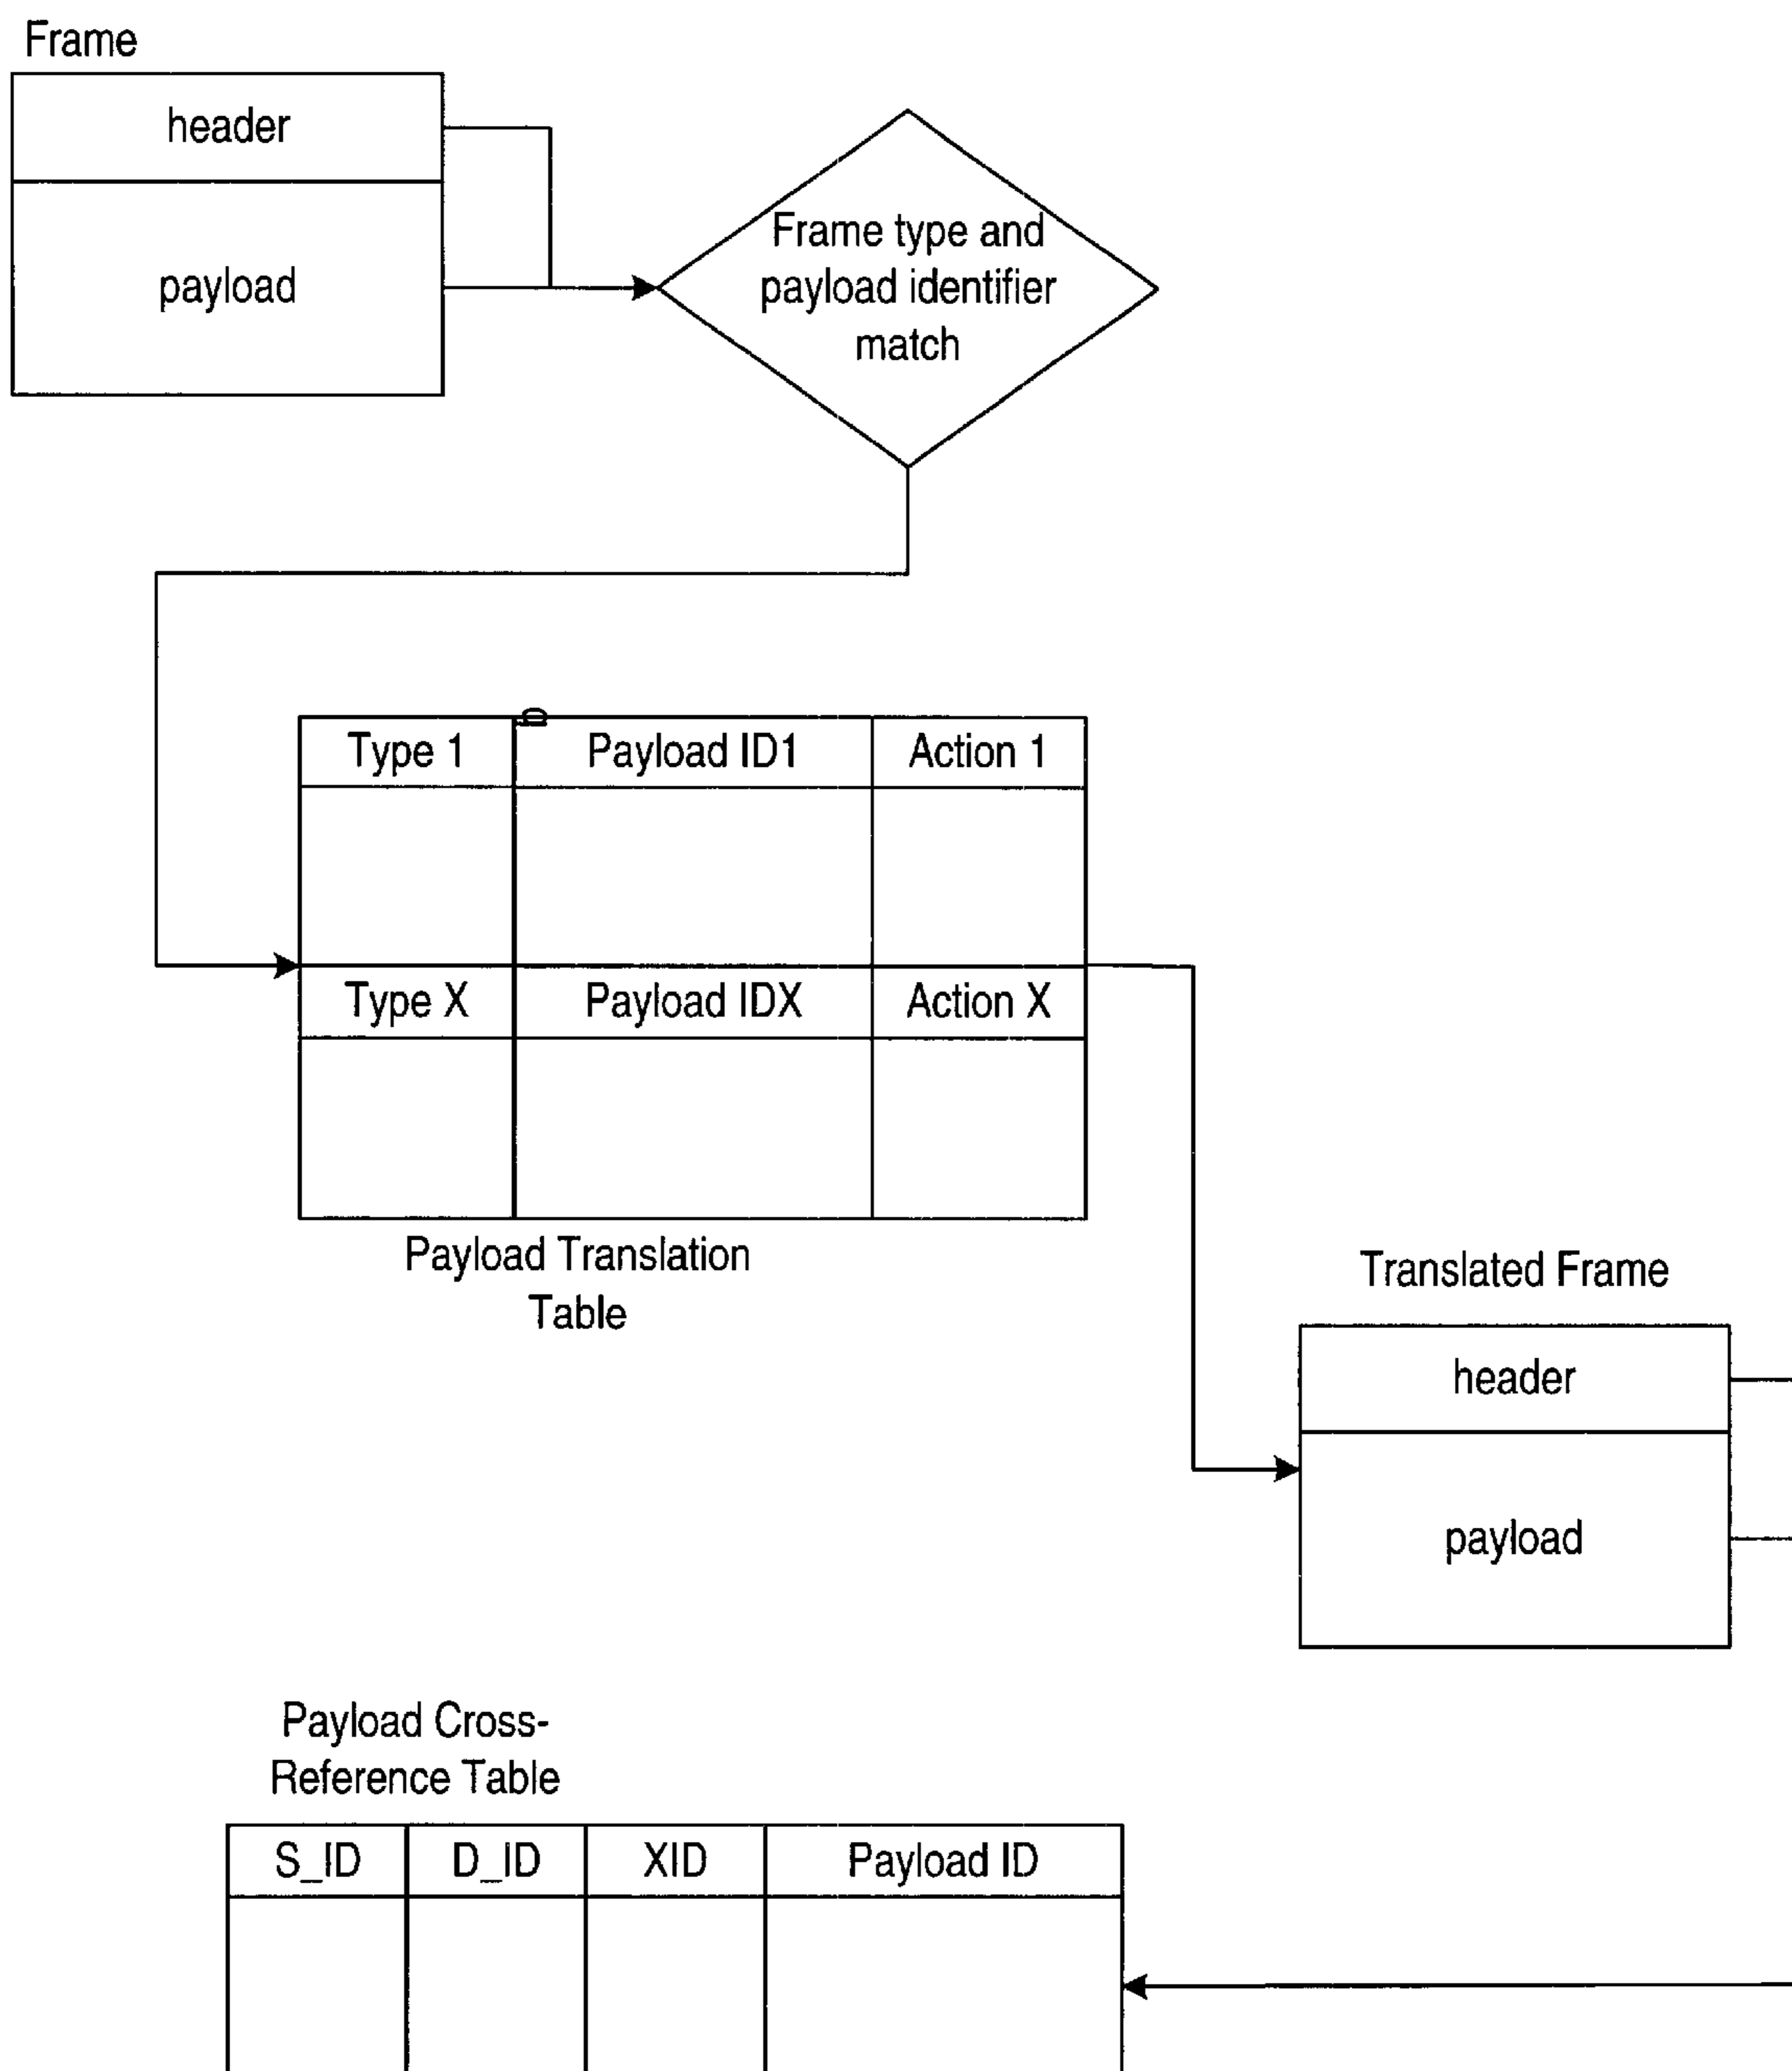 Frame
header
payload
Frame type and
payload identifier
match
Type 1 Payload ID1 Action 1
Type X Payload IDX Action X
Payload Translation
Table
Translated Frame
header
payload
Payload Cross-
Reference Table
S_ID D_ID XID Payload ID